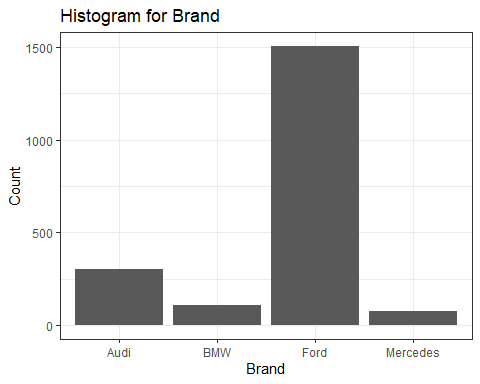 Histogram for Brand
1500
1000
500
0
Count
Audi BMW Ford Mercedes
Brand